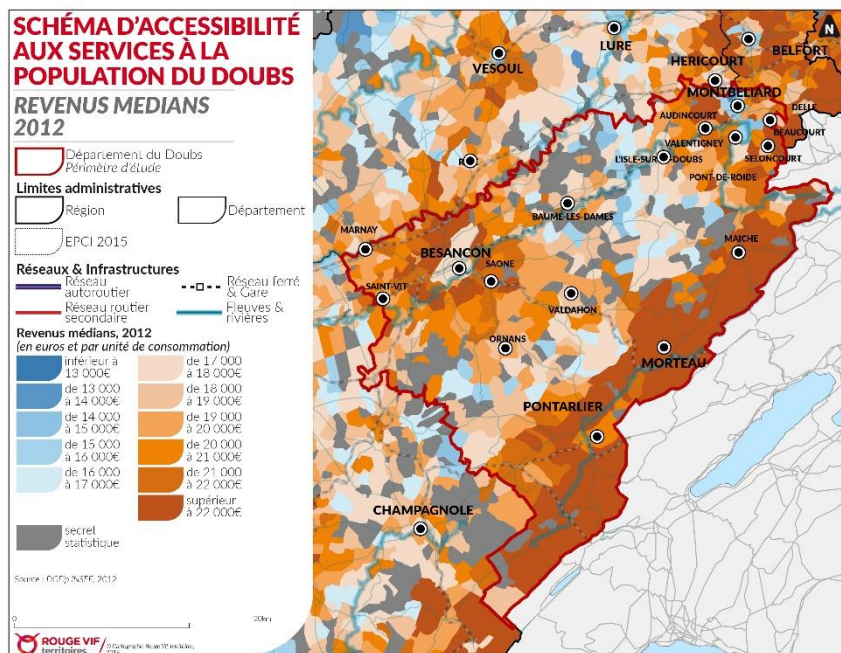 SCHÉMA D'ACCESSIBILITÉ
AUX SERVICES À LA
POPULATION DU DOUBS
REVENUS MEDIANS
2012
Département du Doubs
Périmètre d'étude
Limites administratives
Région
Département
EPCI 2015
Réseaux & Infrastructures
Réseau
autoroutier
Réseau ferré
& Gare
Réseau routier
secondaire
Fleuves &
rivières
Revenus médians, 2012
(en euros et par unité de consommation)
inférieur à
13 000€
de 13 000
à 14 000€
de 14 000
à 15 000€
de 15 000
à 16 000€
de 16 000
à 17 000€
de 17 000
à 18 000€
de 18 000
à 19 000€
de 19 000
à 20 000€
de 20 000
à 21 000€
de 21 000
à 22 000€
supérieur
à 22 000€
secret
statistique
Source : DGFip INSEE, 2012
0
20km
ROUGE VIF
territoires
N
VESOUL
LURE
BELFORT
HERICOURT
MONTBELIARD
DELLE
AUDINCOURT
BEAUCOURT
VALENTIGNEY
SELONCOURT
L'ISLE-SUR-DOUBS
PONT-DE-ROIDE
BAUME-LES-DAMES
MARNAY
BESANCON
MAICHE
SAONE
SAINT-VIT
VALDAHON
ORNANS
MORTEAU
PONTARLIER
CHAMPAGNOLE